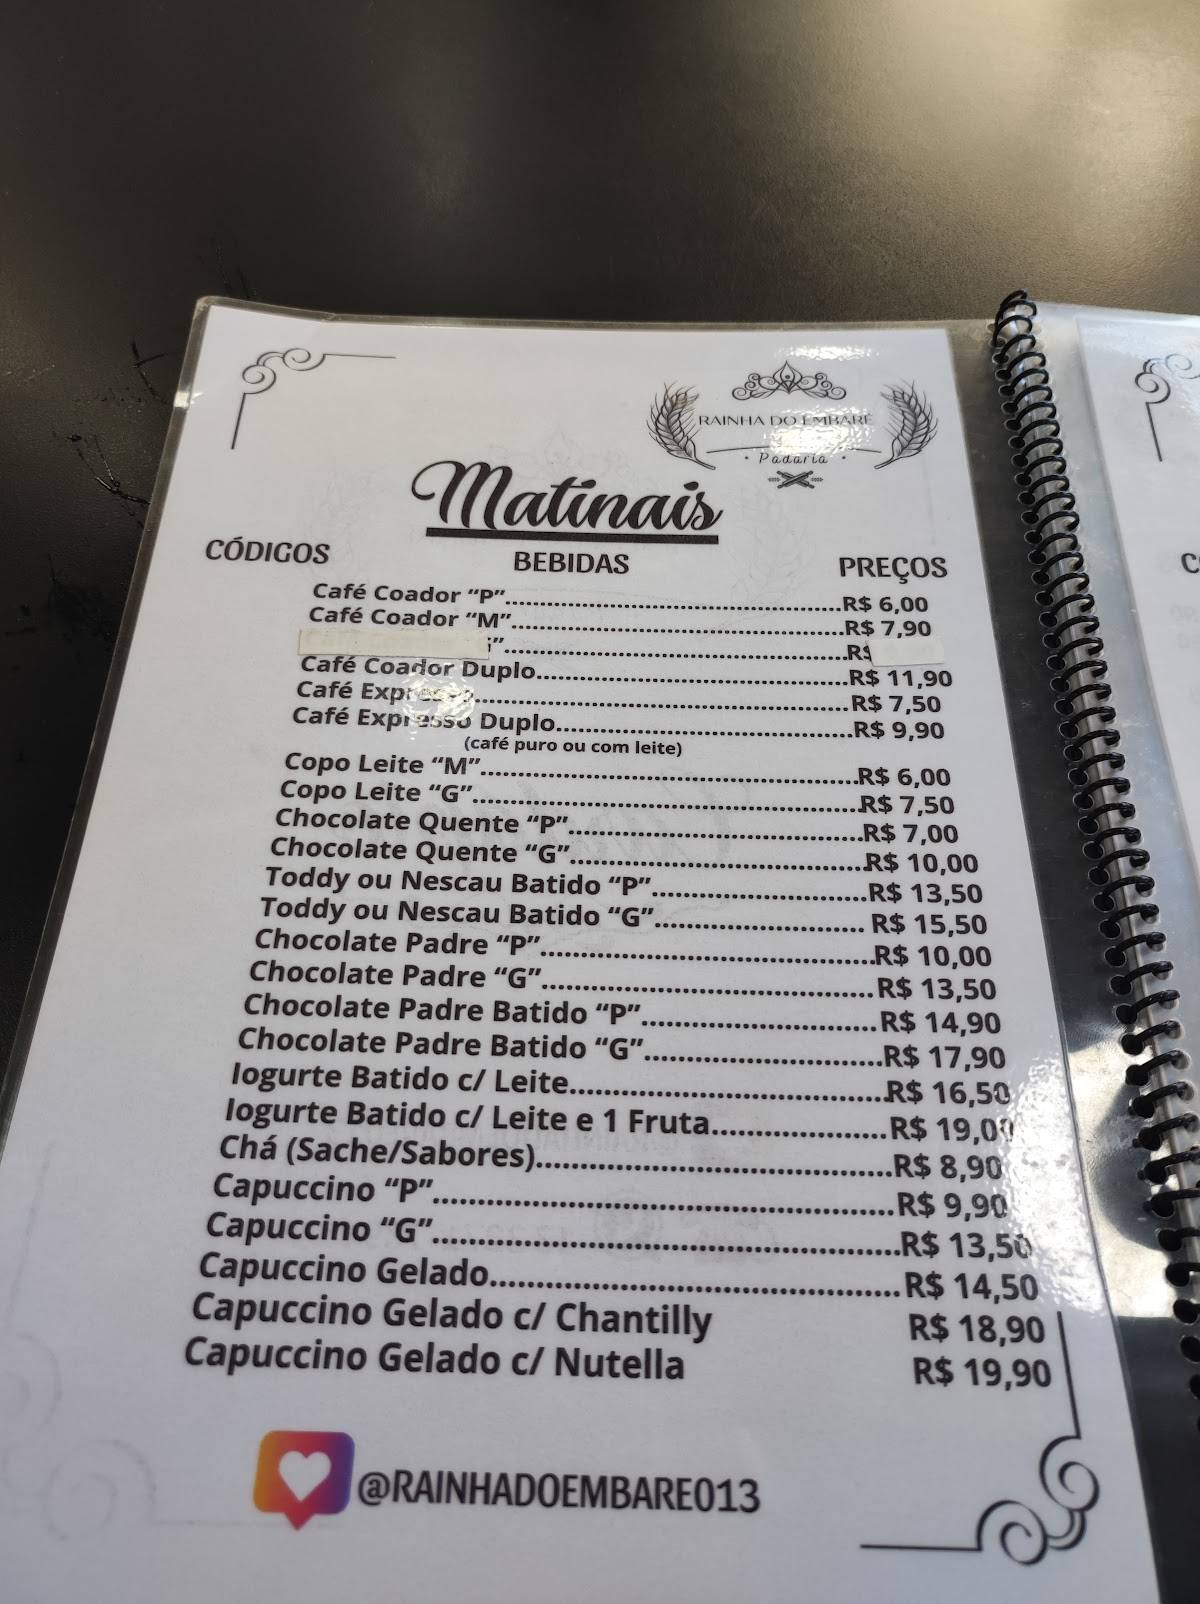 RAINHA DO EMBARÉ
Padaria
Matinais
CÓDIGOS BEBIDAS PREÇOS
Café Coador “P”........R$ 6,00
Café Coador “M”........R$ 7,90
”........R$
Café Coador Duplo........R$ 11,90
Café Expresso........R$ 7,50
Café Expresso Duplo........R$ 9,90
(café puro ou com leite)
Copo Leite “M”........R$ 6,00
Copo Leite “G”........R$ 7,50
Chocolate Quente “P”........R$ 7,00
Chocolate Quente “G”........R$ 10,00
Toddy ou Nescau Batido “P”........R$ 13,50
Toddy ou Nescau Batido “G”........R$ 15,50
Chocolate Padre “P”........R$ 10,00
Chocolate Padre “G”........R$ 13,50
Chocolate Padre Batido “P”........R$ 14,90
Chocolate Padre Batido “G”........R$ 17,90
Iogurte Batido c/ Leite........R$ 16,50
Iogurte Batido c/ Leite e 1 Fruta........R$ 19,00
Chá (Sache/Sabores)........R$ 8,90
Capuccino “P”........R$ 9,90
Capuccino “G”........R$ 13,50
Capuccino Gelado........R$ 14,50
Capuccino Gelado c/ Chantilly R$ 18,90
Capuccino Gelado c/ Nutella R$ 19,90
@RAINHADOEMBARE013